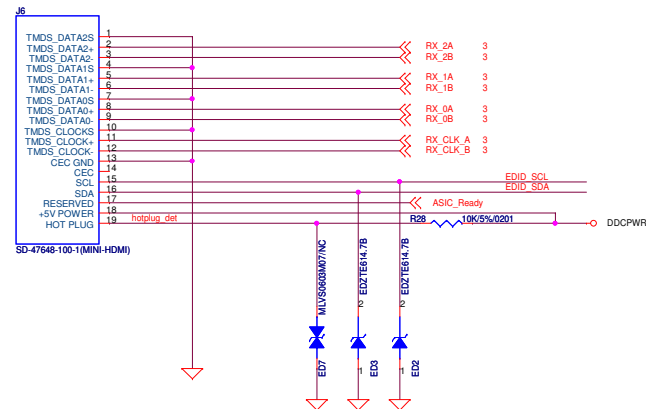 J6
TMDS_DATA2S 1
TMDS_DATA2+ 2 RX_2A 3
TMDS_DATA2- 3 RX_2B 3
TMDS_DATA1S 4
TMDS_DATA1+ 5 RX_1A 3
TMDS_DATA1- 6 RX_1B 3
TMDS_DATA0S 7
TMDS_DATA0+ 8 RX_0A 3
TMDS_DATA0- 9 RX_0B 3
TMDS_CLOCKS 10
TMDS_CLOCK+ 11 RX_CLK_A 3
TMDS_CLOCK- 12 RX_CLK_B 3
CEC GND 13
CEC 14
SCL 15 EDID_SCL
SDA 16 EDID_SDA
RESERVED 17 ASIC_Ready
+5V POWER 18
HOT PLUG 19 hotplug_det R28 10K/5%/0201 DDCPWR
SD-47648-100-1(MINI-HDMI)
MLVS0603M07/NC
EDZTE614.7B
EDZTE614.7B
2 2
1 1
ED7
ED3
ED2